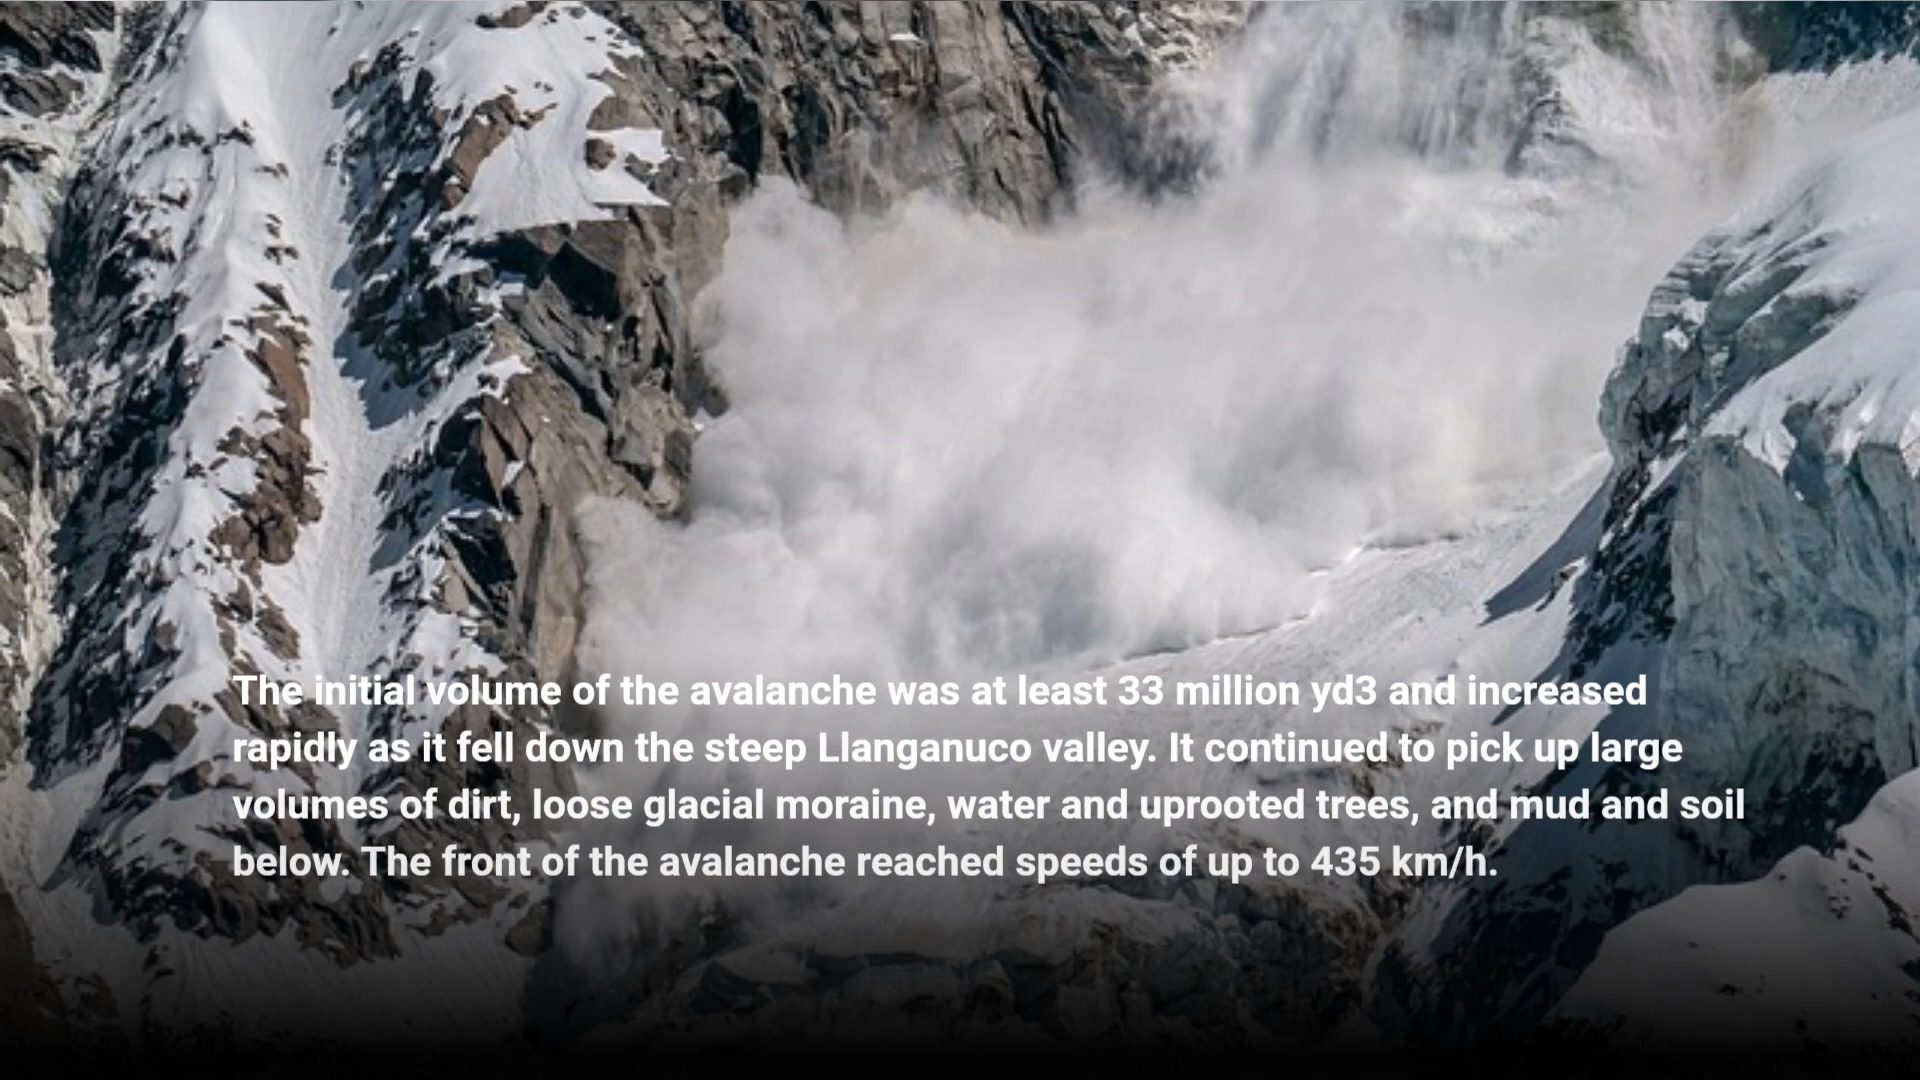 The initial volume of the avalanche was at least 33 million yd3 and increased
rapidly as it fell down the steep Llanganuco valley. It continued to pick up large
volumes of dirt, loose glacial moraine, water and uprooted trees, and mud and soil
below. The front of the avalanche reached speeds of up to 435 km/h.